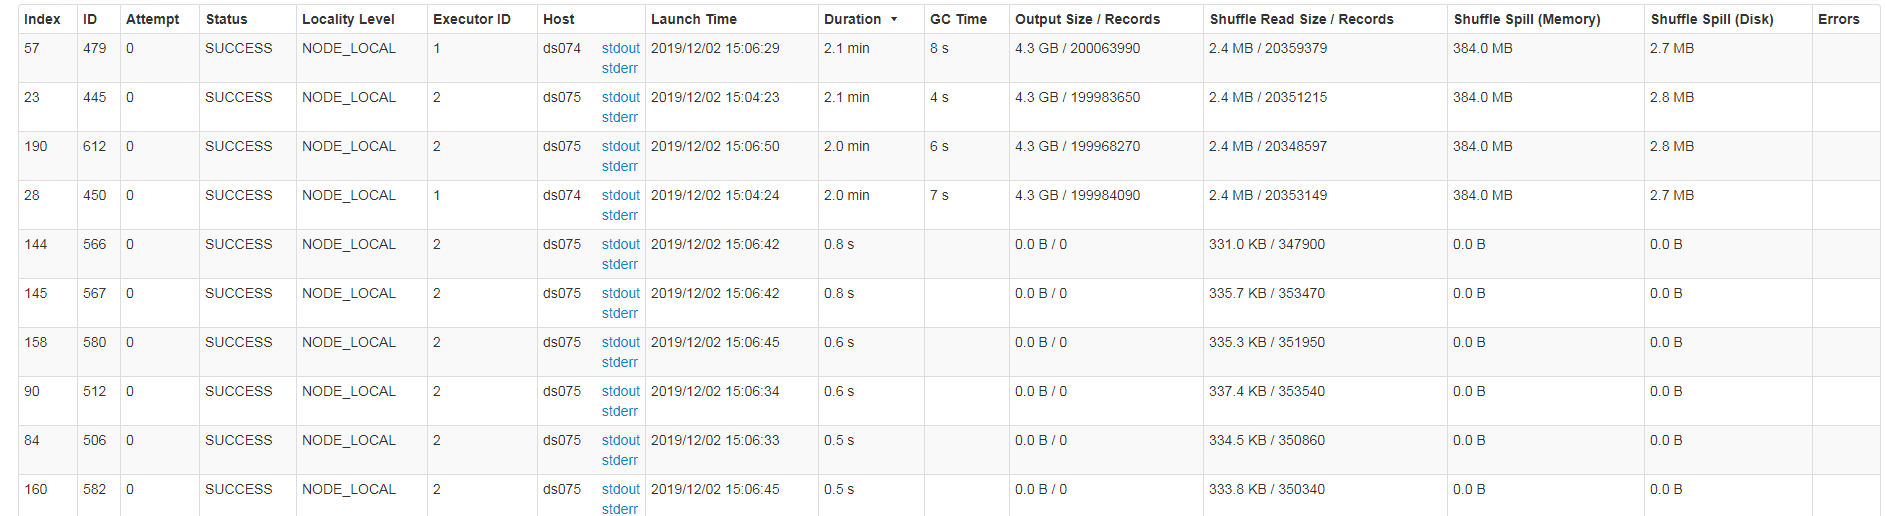 Index ID Attempt Status Locality Level Executor ID Host Launch Time Duration ▾ GC Time Output Size / Records Shuffle Read Size / Records Shuffle Spill (Memory) Shuffle Spill (Disk) Errors
57 479 0 SUCCESS NODE_LOCAL 1 ds074 stdout 2019/12/02 15:06:29 2.1 min 8 s 4.3 GB / 200063990 2.4 MB / 20359379 384.0 MB 2.7 MB
stderr
23 445 0 SUCCESS NODE_LOCAL 2 ds075 stdout 2019/12/02 15:04:23 2.1 min 4 s 4.3 GB / 199983650 2.4 MB / 20351215 384.0 MB 2.8 MB
stderr
190 612 0 SUCCESS NODE_LOCAL 2 ds075 stdout 2019/12/02 15:06:50 2.0 min 6 s 4.3 GB / 199968270 2.4 MB / 20348597 384.0 MB 2.8 MB
stderr
28 450 0 SUCCESS NODE_LOCAL 1 ds074 stdout 2019/12/02 15:04:24 2.0 min 7 s 4.3 GB / 199984090 2.4 MB / 20353149 384.0 MB 2.7 MB
stderr
144 566 0 SUCCESS NODE_LOCAL 2 ds075 stdout 2019/12/02 15:06:42 0.8 s 0.0 B / 0 331.0 KB / 347900 0.0 B 0.0 B
stderr
145 567 0 SUCCESS NODE_LOCAL 2 ds075 stdout 2019/12/02 15:06:42 0.8 s 0.0 B / 0 335.7 KB / 353470 0.0 B 0.0 B
stderr
158 580 0 SUCCESS NODE_LOCAL 2 ds075 stdout 2019/12/02 15:06:45 0.6 s 0.0 B / 0 335.3 KB / 351950 0.0 B 0.0 B
stderr
90 512 0 SUCCESS NODE_LOCAL 2 ds075 stdout 2019/12/02 15:06:34 0.6 s 0.0 B / 0 337.4 KB / 353540 0.0 B 0.0 B
stderr
84 506 0 SUCCESS NODE_LOCAL 2 ds075 stdout 2019/12/02 15:06:33 0.5 s 0.0 B / 0 334.5 KB / 350860 0.0 B 0.0 B
stderr
160 582 0 SUCCESS NODE_LOCAL 2 ds075 stdout 2019/12/02 15:06:45 0.5 s 0.0 B / 0 333.8 KB / 350340 0.0 B 0.0 B
stderr